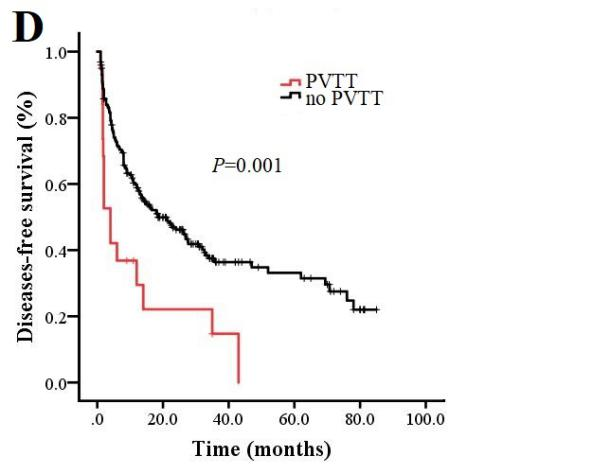 D
Diseases-free survival (%)
1.0
0.8
0.6
0.4
0.2
0.0
PVTT
no PVTT
P=0.001
.0 20.0 40.0 60.0 80.0 100.0
Time (months)